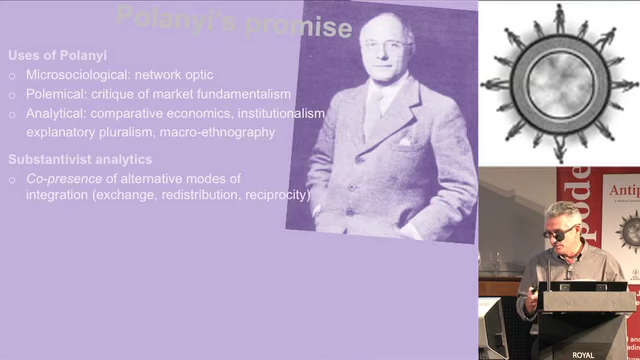 Polanyi's promise
Uses of Polanyi
o Microsociological: network optic
o Polemical: critique of market fundamentalism
o Analytical: comparative economics, institutionalism
explanatory pluralism, macro-ethnography
Substantivist analytics
o Co-presence of alternative modes of
integration (exchange, redistribution, reciprocity)
Antip
ROYAL